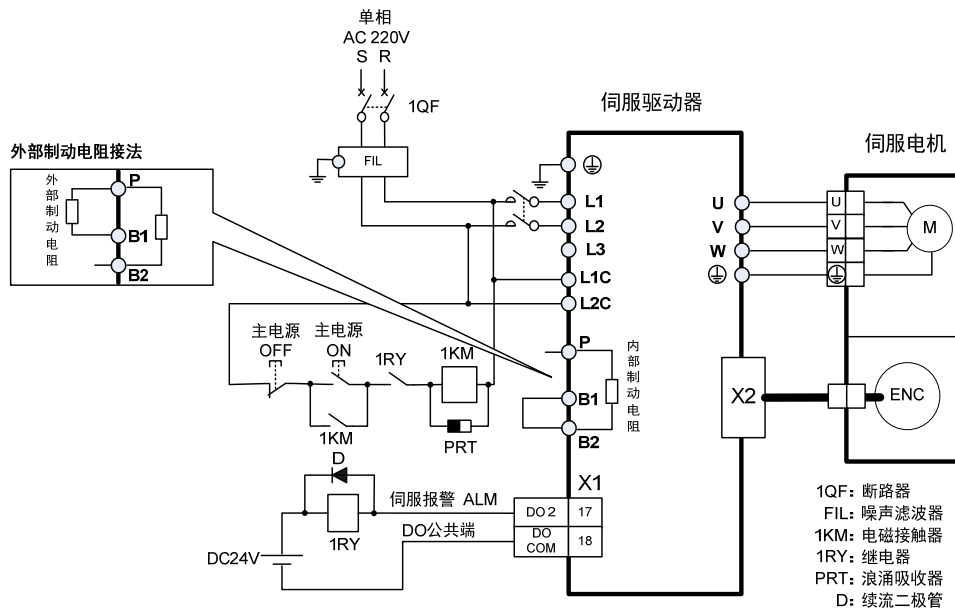 单相
AC 220V
S R
1QF
FIL
伺服驱动器
伺服电机
外部制动电阻接法
外部制动电阻
P
B1
B2
L1
L2
L3
L1C
L2C
P
B1
B2
内部制动电阻
U
V
W
U
V
W
M
X2
ENC
主电源
OFF
主电源
ON
1RY
1KM
1KM
PRT
D
1RY
DC24V
伺服报警 ALM
DO公共端
X1
DO 2 17
DO COM 18
1QF：断路器
FIL：噪声滤波器
1KM：电磁接触器
1RY：继电器
PRT：浪涌吸收器
D：续流二极管